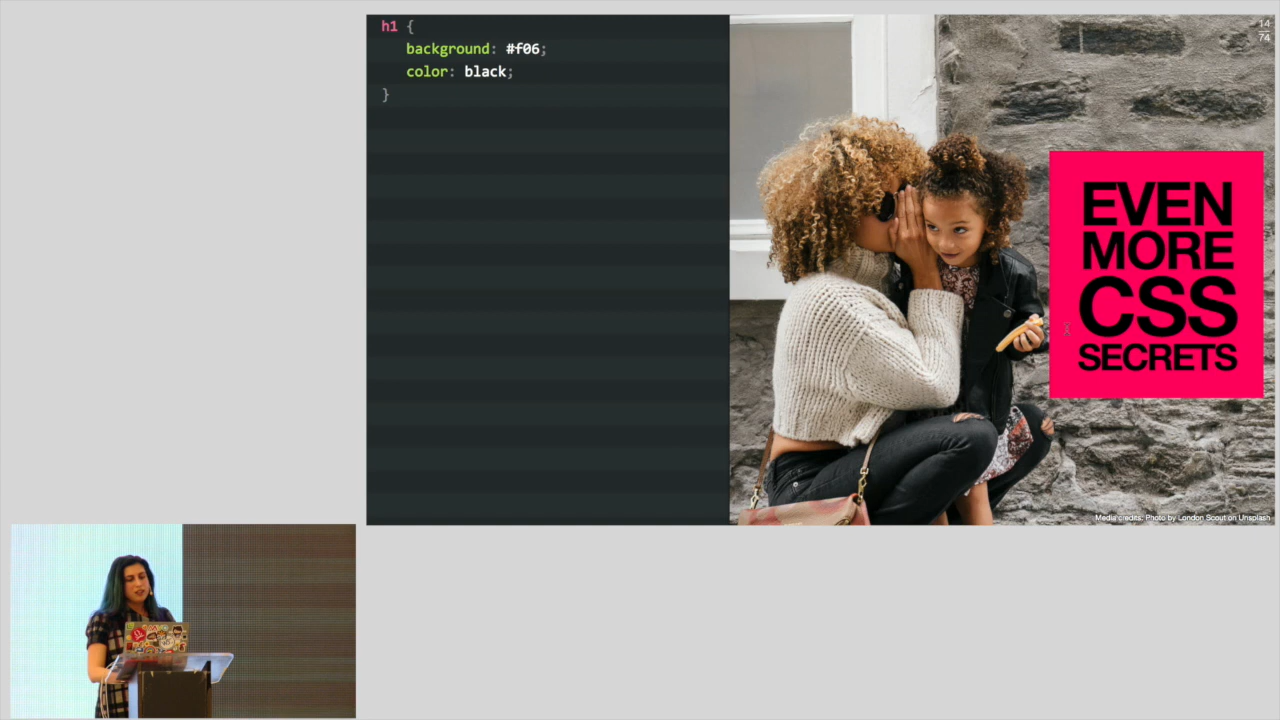 h1 {
background: #f06;
color: black;
}
14
74
EVEN
MORE
CSS
SECRETS
Media credits: Photo by London Scout on Unsplash